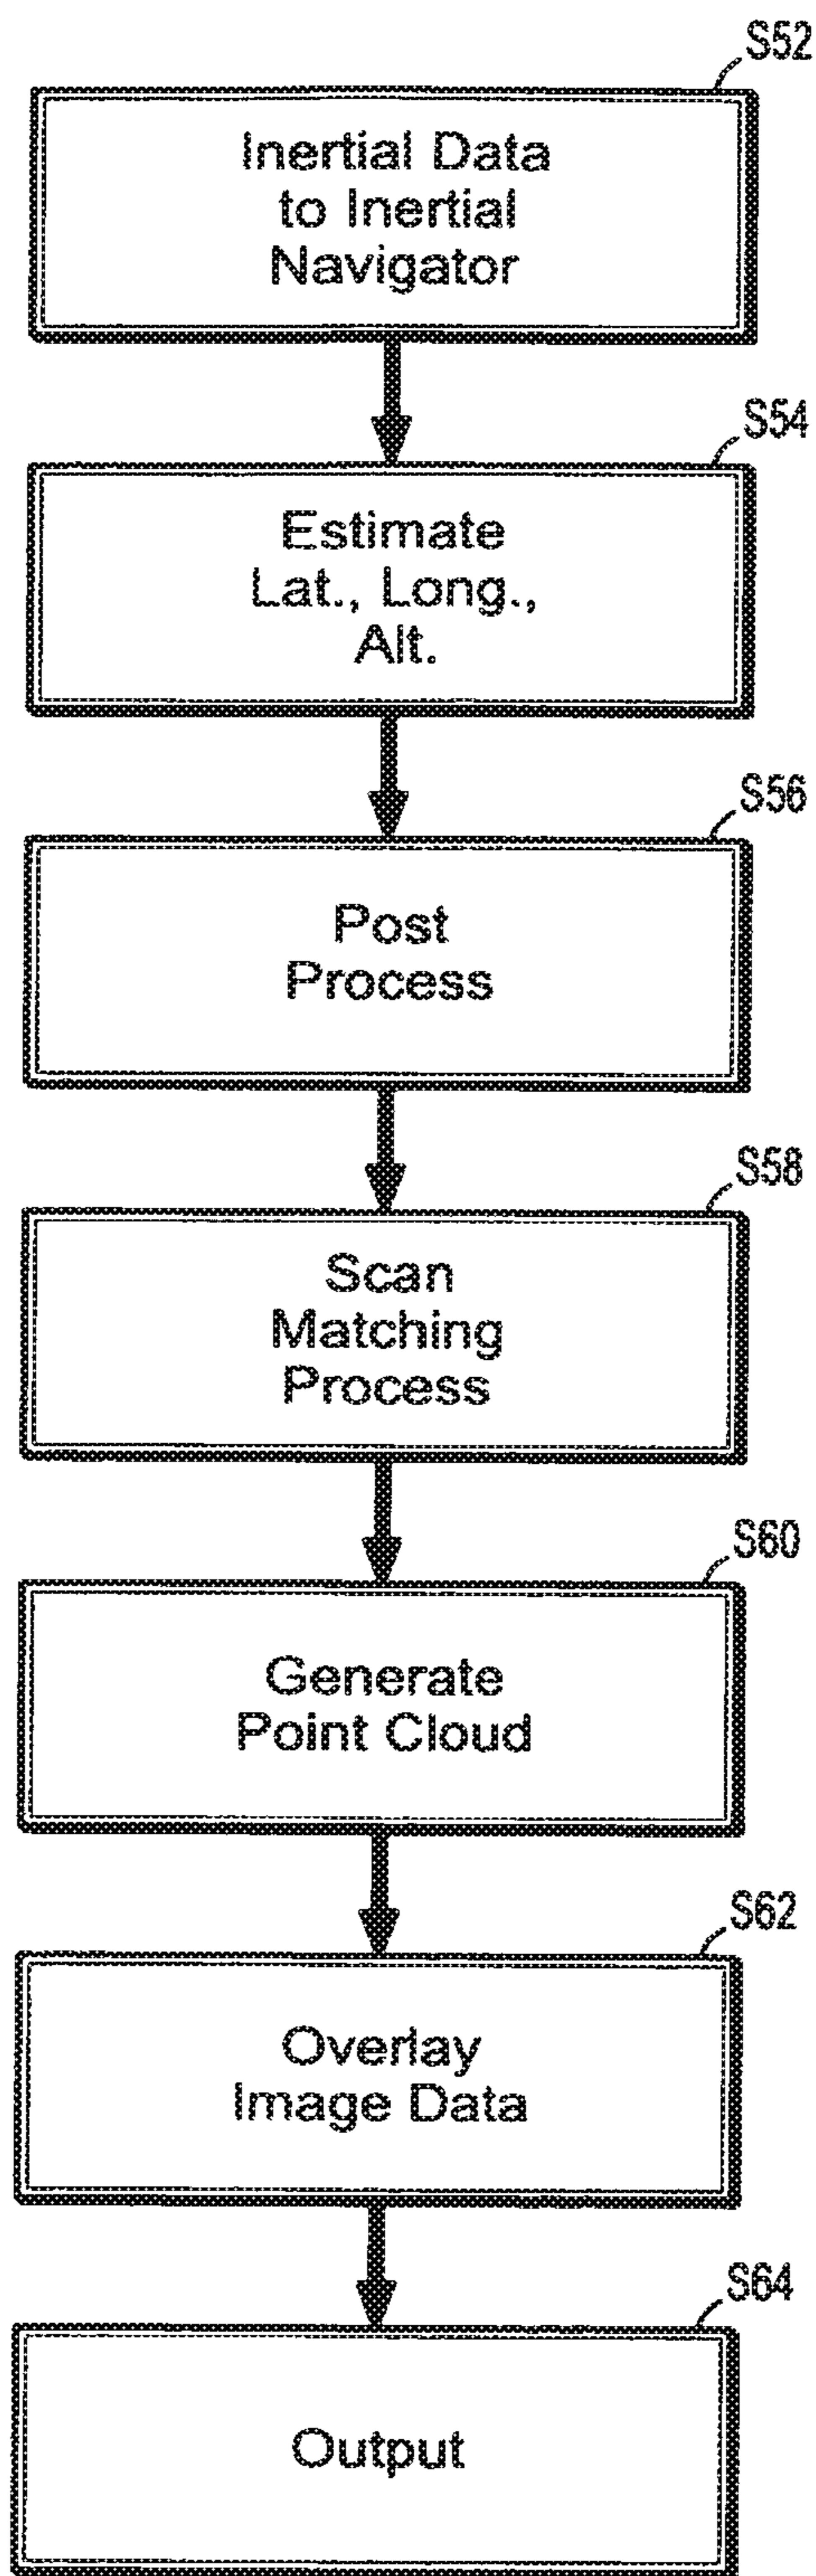 S52
Inertial Data
to Inertial
Navigator
S54
Estimate
Lat., Long.,
Alt.
S56
Post
Process
S58
Scan
Matching
Process
S60
Generate
Point Cloud
S62
Overlay
Image Data
S64
Output